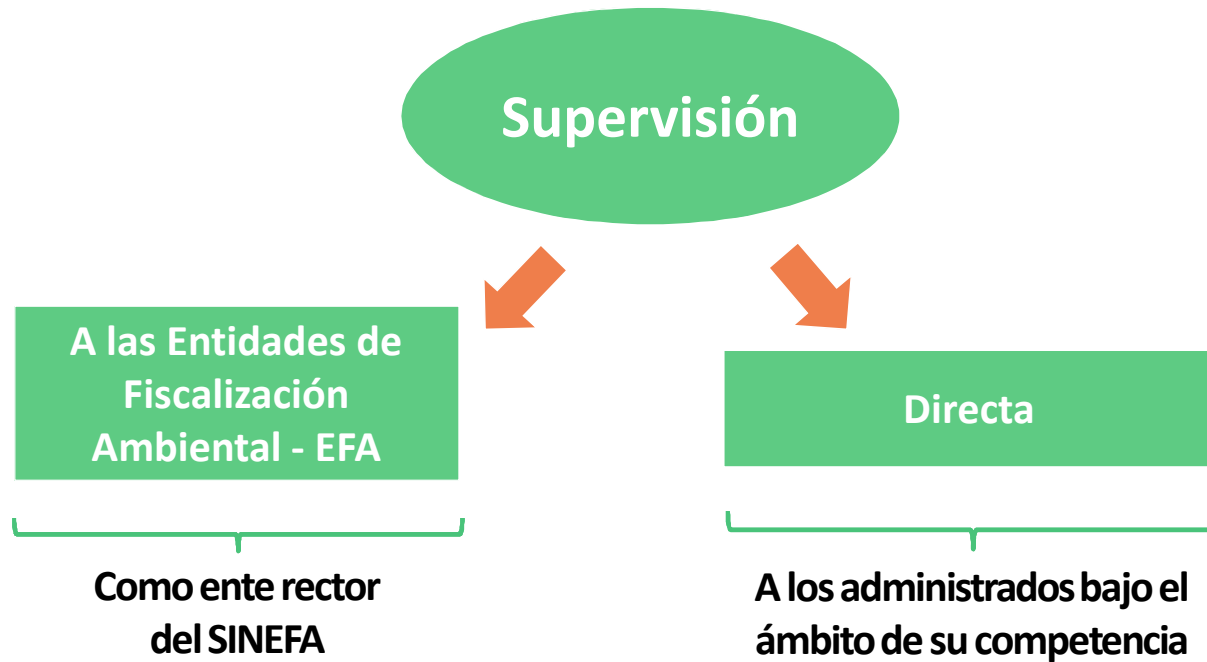 Supervisión
A las Entidades de
Fiscalización
Ambiental - EFA
Como ente rector
del SINEFA
Directa
A los administrados bajo el
ámbito de su competencia